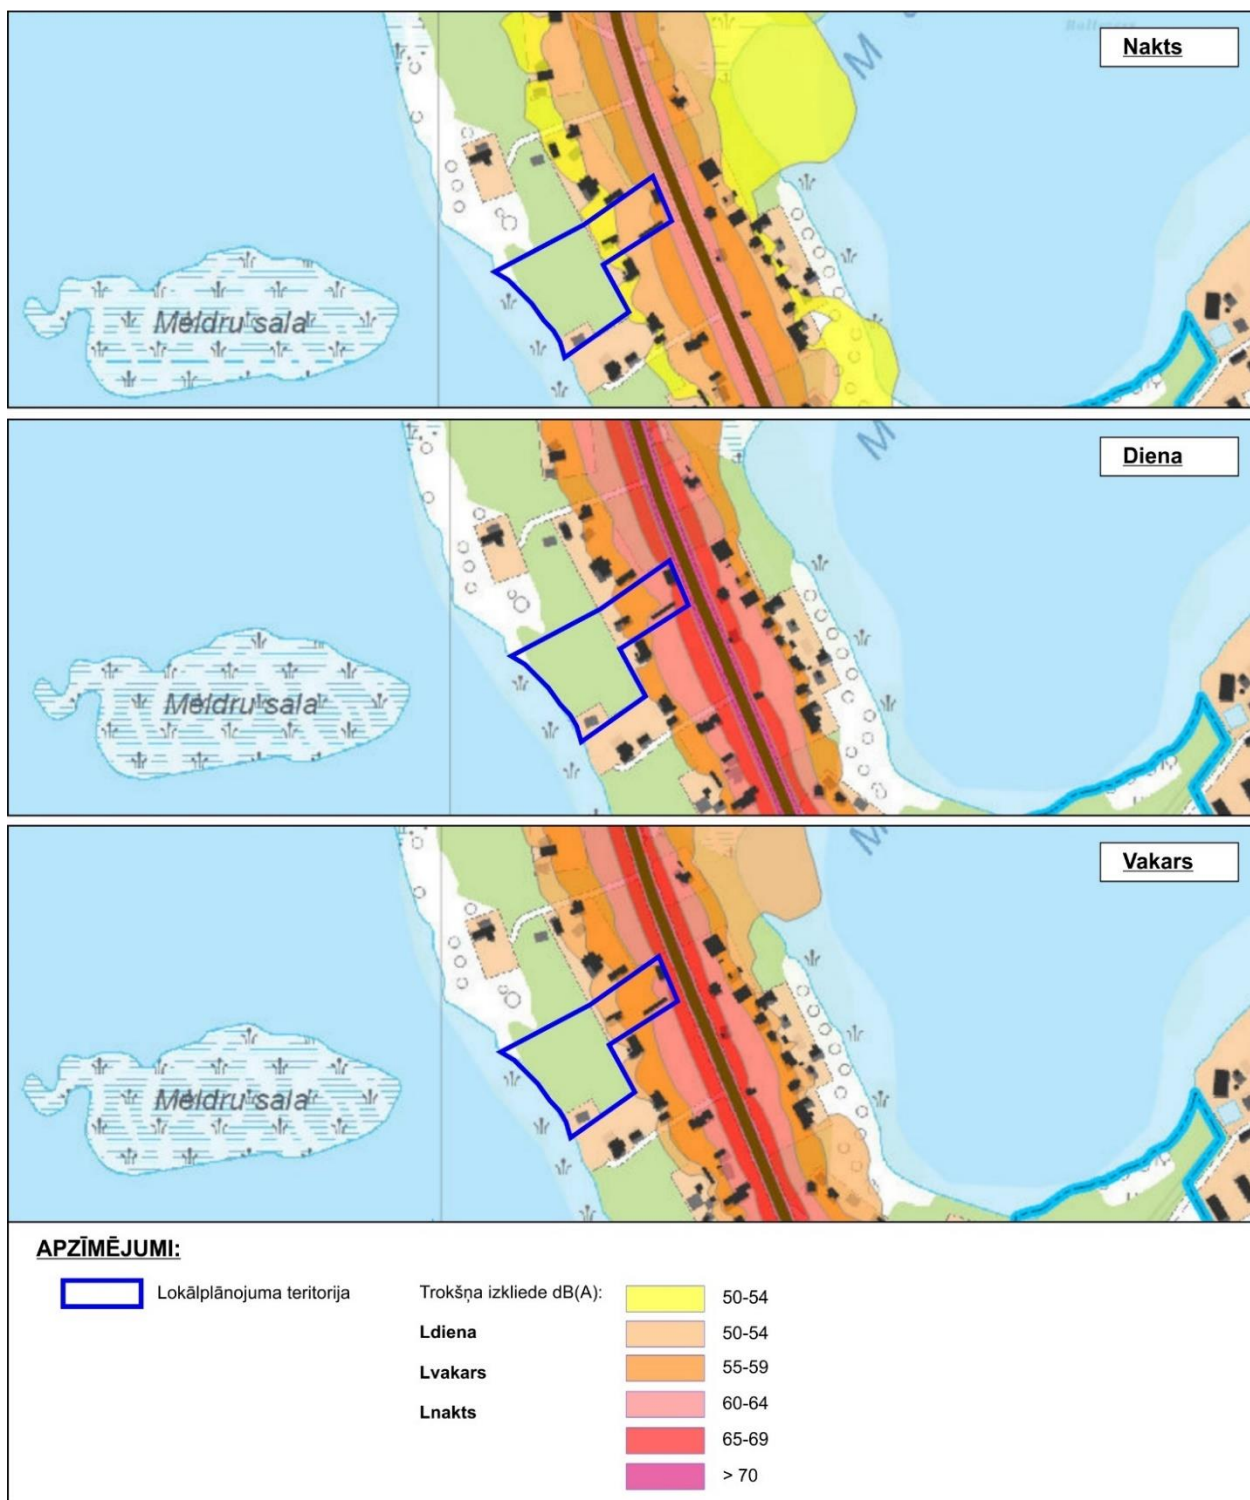 Nakts
M
Meldru sala
Diena
M
Meldru sala
Vakars
M
Meldru sala
APZĪMĒJUMI:
Lokālplānojuma teritorija
Trokšņa izkliede dB(A):
Ldiena
Lvakars
Lnakts
50-54
50-54
55-59
60-64
65-69
> 70